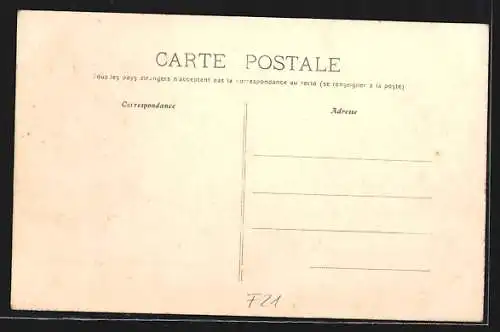 CARTE POSTALE
Tous les pays étrangers n'acceptent pas la correspondance au recto (se renseigner à la poste)
Correspondance
Adresse
F21